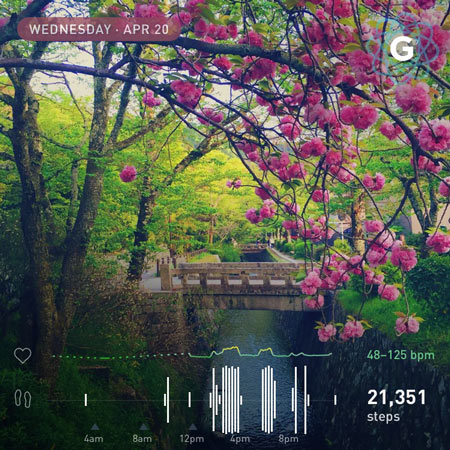 WEDNESDAY · APR.20
G
48–125 bpm
21,351
steps
4am 8am 12pm 4pm 8pm